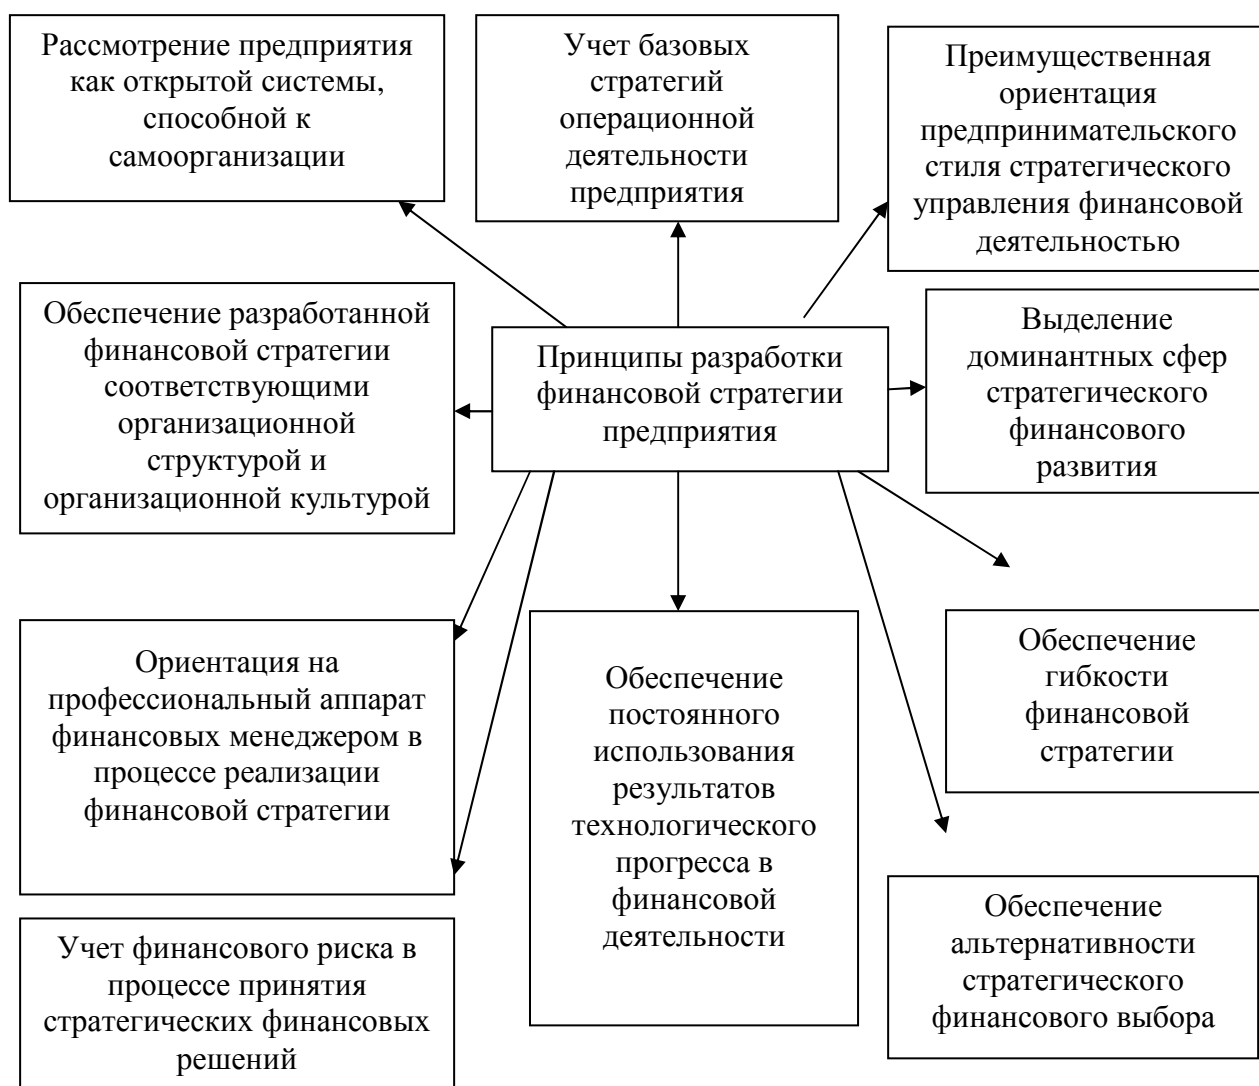 Рассмотрение предприятия
как открытой системы,
способной к
самоорганизации
Учет базовых
стратегий
операционной
деятельности
предприятия
Преимущественная
ориентация
предпринимательского
стиля стратегического
управления финансовой
деятельностью
Обеспечение разработанной
финансовой стратегии
соответствующими
организационной
структурой и
организационной культурой
Принципы разработки
финансовой стратегии
предприятия
Выделение
доминантных сфер
стратегического
финансового
развития
Ориентация на
профессиональный аппарат
финансовых менеджером в
процессе реализации
финансовой стратегии
Обеспечение
постоянного
использования
результатов
технологического
прогресса в
финансовой
деятельности
Обеспечение
гибкости
финансовой
стратегии
Учет финансового риска в
процессе принятия
стратегических финансовых
решений
Обеспечение
альтернативности
стратегического
финансового выбора